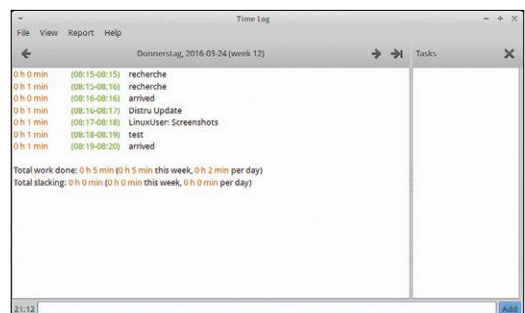 Time Log
File View Report Help
Donnerstag, 2016-03-24 (week 12)
Tasks
0 h 0 min (08:15-08:15) recherche
0 h 1 min (08:15-08:16) recherche
0 h 0 min (08:16-08:16) arrived
0 h 1 min (08:16-08:17) Distru Update
0 h 1 min (08:17-08:18) LinuxUser: Screenshots
0 h 1 min (08:18-08:19) test
0 h 1 min (08:19-08:20) arrived
Total work done: 0 h 5 min (0 h 5 min this week, 0 h 2 min per day)
Total slacking: 0 h 0 min (0 h 0 min this week, 0 h 0 min per day)
21:12 Add